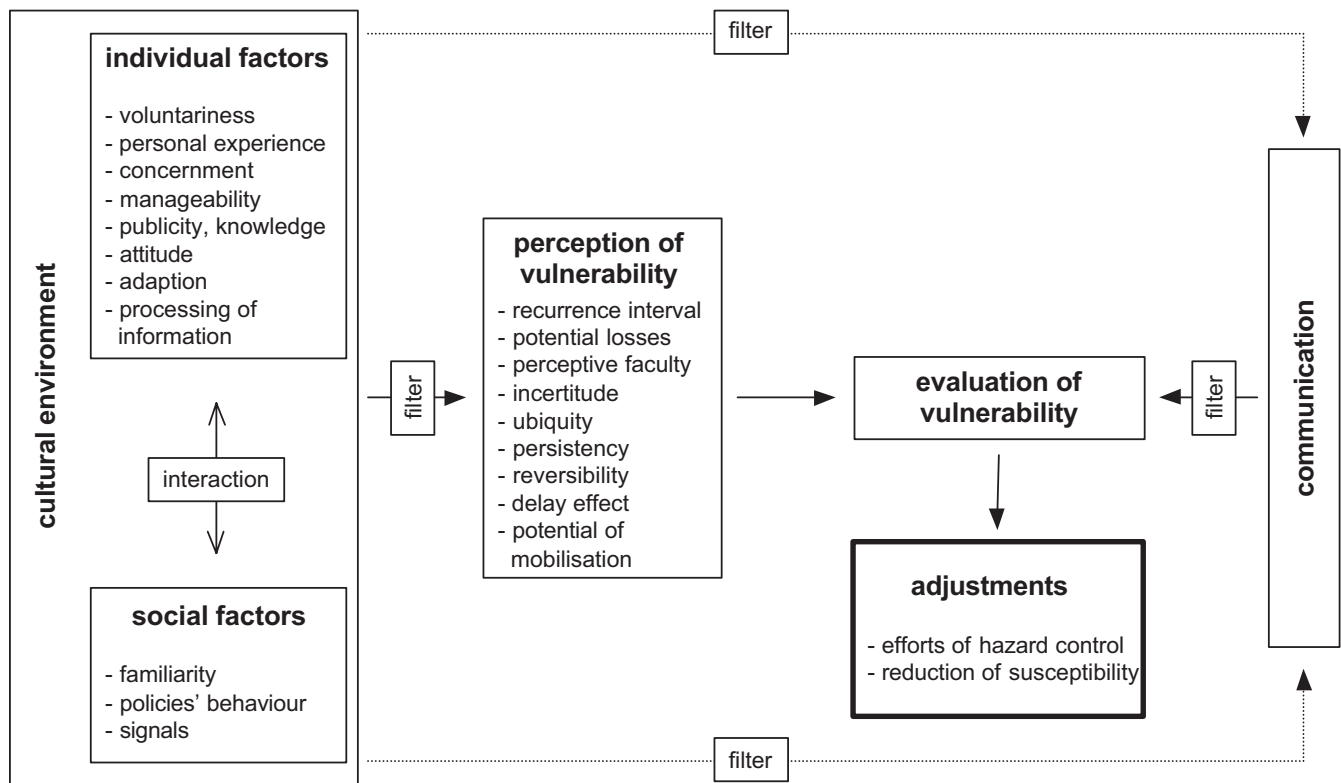 cultural environment
individual factors
- voluntariness
- personal experience
- concernment
- manageability
- publicity, knowledge
- attitude
- adaption
- processing of
information
interaction
social factors
- familiarity
- policies’ behaviour
- signals
filter
filter
filter
perception of
vulnerability
- recurrence interval
- potential losses
- perceptive faculty
- incertitude
- ubiquity
- persistency
- reversibility
- delay effect
- potential of
mobilisation
evaluation of
vulnerability
adjustments
- efforts of hazard control
- reduction of susceptibility
filter
communication